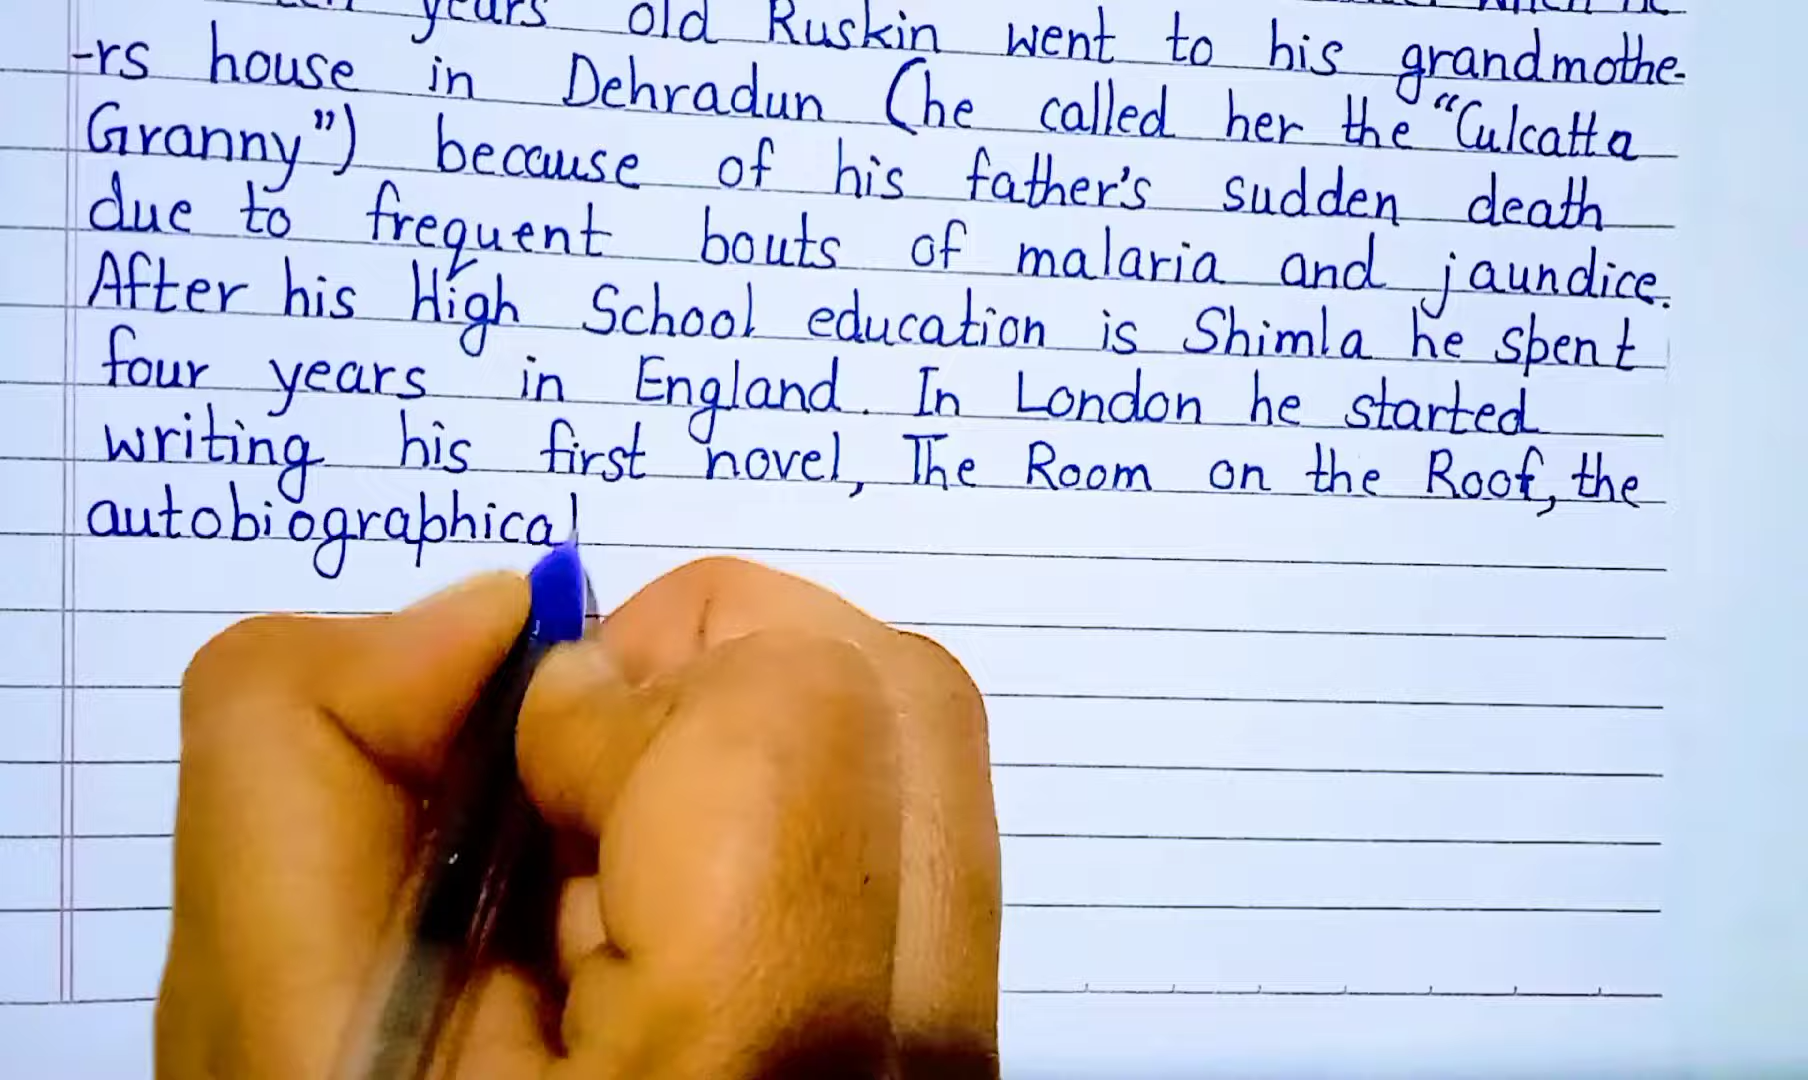 years old Ruskin went to his grandmothe-
-rs house in Dehradun (he called her the "Culcatta
Granny") because of his father's sudden death
due to frequent bouts of malaria and jaundice.
After his High School education is Shimla he spent
four years in England. In London he started
writing his first novel, The Room on the Roof, the
autobiographical